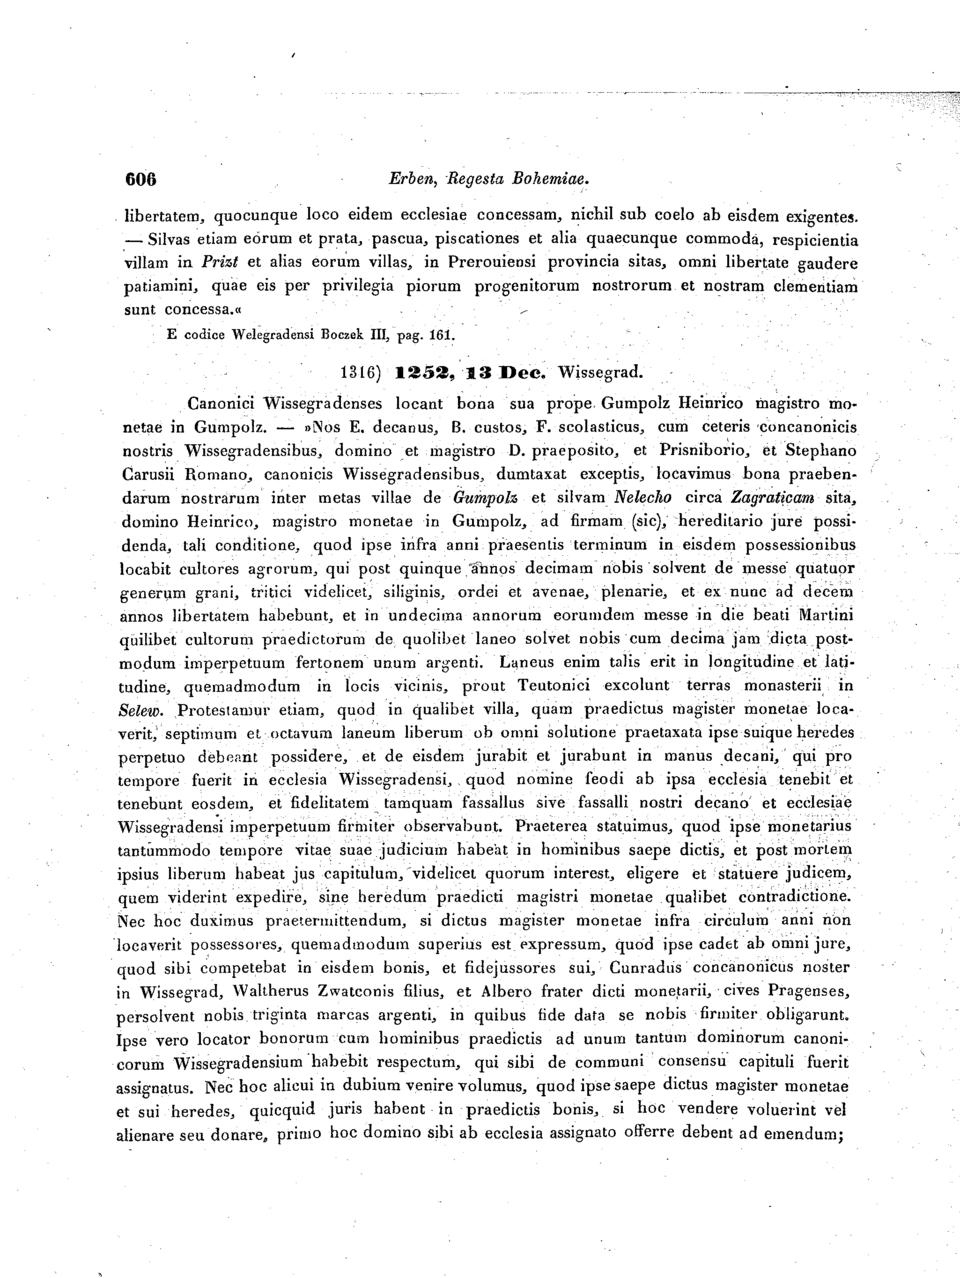 606 Erben, Regesta Bohemiae.
libertatem, quocunque loco eidem ecclesiae concessam, nichil sub coelo ab eisdem exigentes.
— Silvas etiam eorum et prata, pascua, piscationes et alia quaecunque commoda, respicientia
villam in Prizt et alias eorum villas, in Prerouiensi provincia sitas, omni libertate gaudere
patiamini, quae eis per privilegia piorum progenitorum nostrorum et nostram clementiam
sunt concessa.«
E codice Welegradensi Boczek III, pag. 161.
1316) 1252, 13 Dec. Wissegrad.
Canonici Wissegradenses locant bona sua prope Gumpolz Heinrico magistro mo-
netae in Gumpolz. — »Nos E. decanus, B. custos, F. scolasticus, cum ceteris concanonicis
nostris Wissegradensibus, domino et magistro D. praeposito, et Prisniborio, et Stephano
Carusii Romano, canonicis Wissegradensibus, dumtaxat exceptis, locavimus bona praeben-
darum nostrarum inter metas villae de Gumpolz et silvam Nelecho circa Zagraticam sita,
domino Heinrico, magistro monetae in Gumpolz, ad firmam (sic), hereditario jure possi-
denda, tali conditione, quod ipse infra anni praesentis terminum in eisdem possessionibus
locabit cultores agrorum, qui post quinque annos decimam nobis solvent de messe quatuor
generum grani, tritici videlicet, siliginis, ordei et avenae, plenarie, et ex nunc ad decem
annos libertatem habebunt, et in undecima annorum eorumdem messe in die beati Martini
quilibet cultorum praedictorum de quolibet laneo solvet nobis cum decima jam dicta post-
modum imperpetuum fertonem unum argenti. Laneus enim talis erit in longitudine et lati-
tudine, quemadmodum in locis vicinis, prout Teutonici excolunt terras monasterii in
Selew. Protestamur etiam, quod in qualibet villa, quam praedictus magister monetae loca-
verit, septimum et octavum laneum liberum ob omni solutione praetaxata ipse suique heredes
perpetuo debeant possidere, et de eisdem jurabit et jurabunt in manus decani, qui pro
tempore fuerit in ecclesia Wissegradensi, quod nomine feodi ab ipsa ecclesia tenebit et
tenebunt eosdem, et fidelitatem tamquam fassallus sive fassalli nostri decano et ecclesiae
Wissegradensi imperpetuum firmiter observabunt. Praeterea statuimus, quod ipse monetarius
tantummodo tempore vitae suae judicium habeat in hominibus saepe dictis, et post mortem
ipsius liberum habeat jus capitulum, videlicet quorum interest, eligere et statuere judicem,
quem viderint expedire, sine heredum praedicti magistri monetae qualibet contradictione.
Nec hoc duximus praetermittendum, si dictus magister monetae infra circulum anni non
locaverit possessores, quemadmodum superius est expressum, quod ipse cadet ab omni jure,
quod sibi competebat in eisdem bonis, et fidejussores sui, Cunradus concanonicus noster
in Wissegrad, Waltherus Zwatconis filius, et Albero frater dicti monetarii, cives Pragenses,
persolvent nobis triginta marcas argenti, in quibus fide data se nobis firmiter obligarunt.
Ipse vero locator bonorum cum hominibus praedictis ad unum tantum dominorum canoni-
corum Wissegradensium habebit respectum, qui sibi de communi consensu capituli fuerit
assignatus. Nec hoc alicui in dubium venire volumus, quod ipse saepe dictus magister monetae
et sui heredes, quicquid juris habent in praedictis bonis, si hoc vendere voluerint vel
alienare seu donare, primo hoc domino sibi ab ecclesia assignato offerre debent ad emendum;